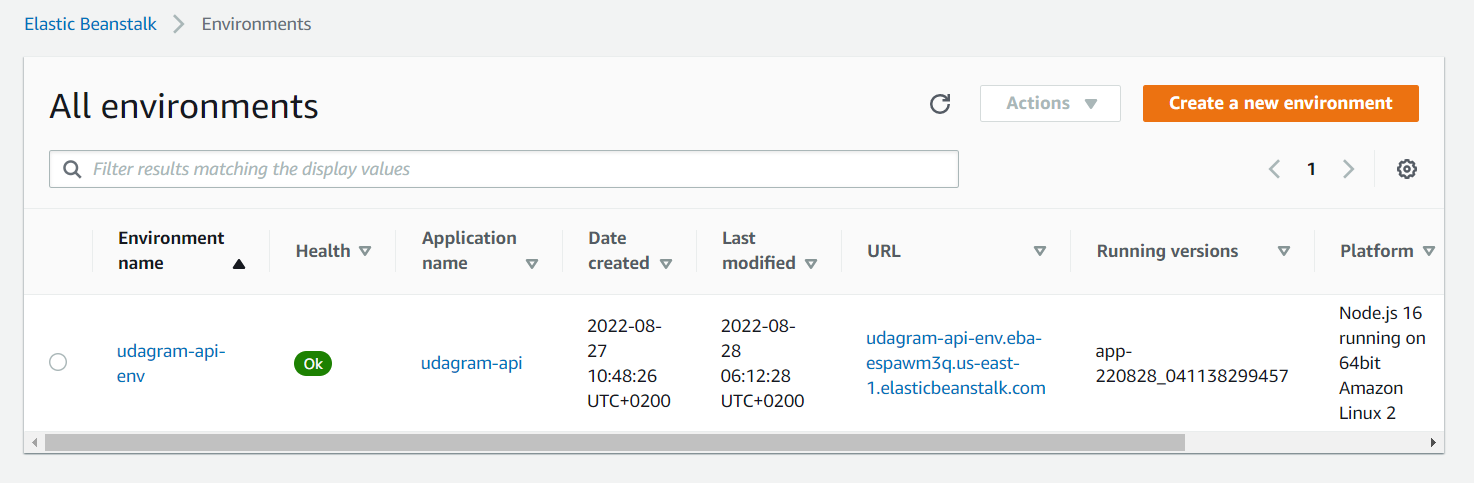 Elastic Beanstalk > Environments
All environments
Actions
Create a new environment
Filter results matching the display values
1
Environment
name
Health
Application
name
Date
created
Last
modified
URL
Running versions
Platform
udagram-api-
env
Ok
udagram-api
2022-08-
27
10:48:26
UTC+0200
2022-08-
28
06:12:28
UTC+0200
udagram-api-env.eba-
espawm3q.us-east-
1.elasticbeanstalk.com
app-
220828_041138299457
Node.js 16
running on
64bit
Amazon
Linux 2